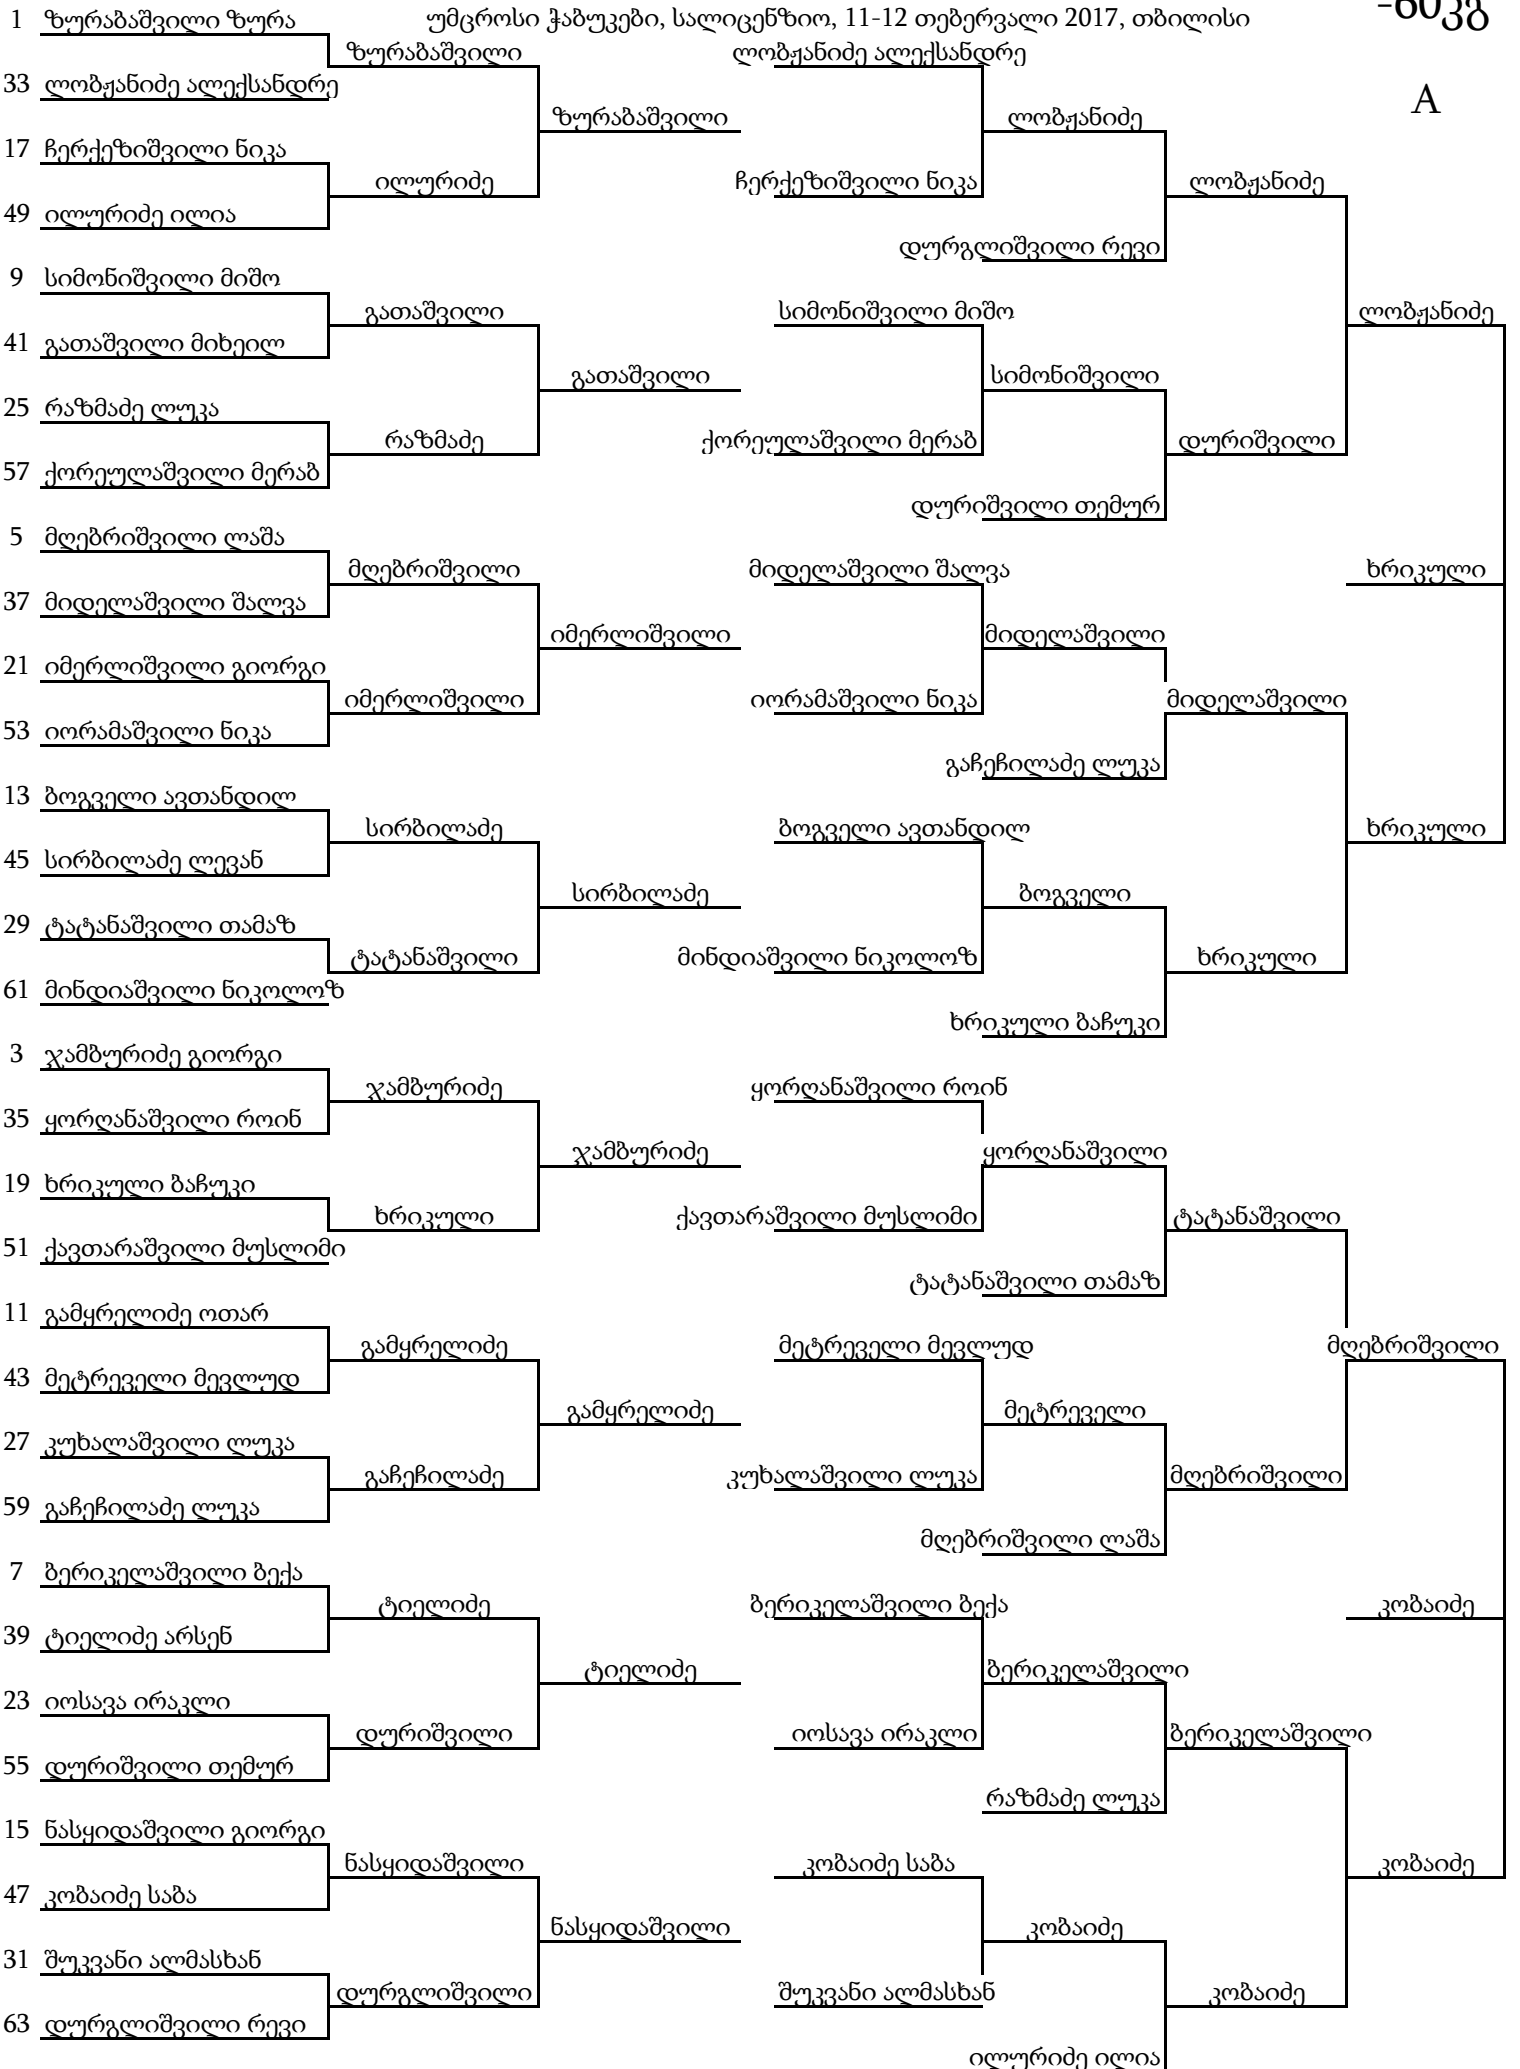 უმცროსი ჭაბუკები, სალიცენზიო, 11-12 თებერვალი 2017, თბილისი
-60კგ
A
1 ზურაბაშვილი ზურა
33 ლობჟანიძე ალექსანდრე
17 ჩერქეზიშვილი ნიკა
49 ილურიძე ილია
9 სიმონიშვილი მიშო
41 გათაშვილი მიხეილ
25 რაზმაძე ლუკა
57 ქორეულაშვილი მერაბ
5 მღებრიშვილი ლაშა
37 მიდელაშვილი შალვა
21 იმერლიშვილი გიორგი
53 იორამაშვილი ნიკა
13 ბოგველი ავთანდილ
45 სირბილაძე ლევან
29 ტატანაშვილი თამაზ
61 მინდიაშვილი ნიკოლოზ
3 ჯამბურიძე გიორგი
35 ყორღანაშვილი როინ
19 ხრიკული ბაჩუკი
51 ქავთარაშვილი მუსლიმი
11 გამყრელიძე ოთარ
43 მეტრეველი მევლუდ
27 კუხალაშვილი ლუკა
59 გაჩეჩილაძე ლუკა
7 ბერიკელაშვილი ბექა
39 ტიელიძე არსენ
23 იოსავა ირაკლი
55 დურიშვილი თემურ
15 ნასყიდაშვილი გიორგი
47 კობაიძე საბა
31 შუკვანი ალმასხან
63 დურგლიშვილი რევი
ზურაბაშვილი
ილურიძე
გათაშვილი
რაზმაძე
მღებრიშვილი
იმერლიშვილი
სირბილაძე
ტატანაშვილი
ჯამბურიძე
ხრიკული
გამყრელიძე
გაჩეჩილაძე
ტიელიძე
დურიშვილი
ნასყიდაშვილი
დურგლიშვილი
ზურაბაშვილი
გათაშვილი
იმერლიშვილი
სირბილაძე
ჯამბურიძე
გამყრელიძე
ტიელიძე
ნასყიდაშვილი
ლობჟანიძე ალექსანდრე
ჩერქეზიშვილი ნიკა
სიმონიშვილი მიშო
ქორეულაშვილი მერაბ
მიდელაშვილი შალვა
იორამაშვილი ნიკა
ბოგველი ავთანდილ
მინდიაშვილი ნიკოლოზ
ყორღანაშვილი როინ
ქავთარაშვილი მუსლიმი
მეტრეველი მევლუდ
კუხალაშვილი ლუკა
ბერიკელაშვილი ბექა
იოსავა ირაკლი
კობაიძე საბა
შუკვანი ალმასხან
ლობჟანიძე
დურგლიშვილი რევი
სიმონიშვილი
დურიშვილი თემურ
მიდელაშვილი
გაჩეჩილაძე ლუკა
ბოგველი
ხრიკული ბაჩუკი
ყორღანაშვილი
ტატანაშვილი თამაზ
მეტრეველი
მღებრიშვილი ლაშა
ბერიკელაშვილი
რაზმაძე ლუკა
კობაიძე
ილურიძე ილია
ლობჟანიძე
დურიშვილი
მიდელაშვილი
ხრიკული
ტატანაშვილი
მღებრიშვილი
ბერიკელაშვილი
კობაიძე
ლობჟანიძე
ხრიკული
ხრიკული
მღებრიშვილი
კობაიძე
კობაიძე